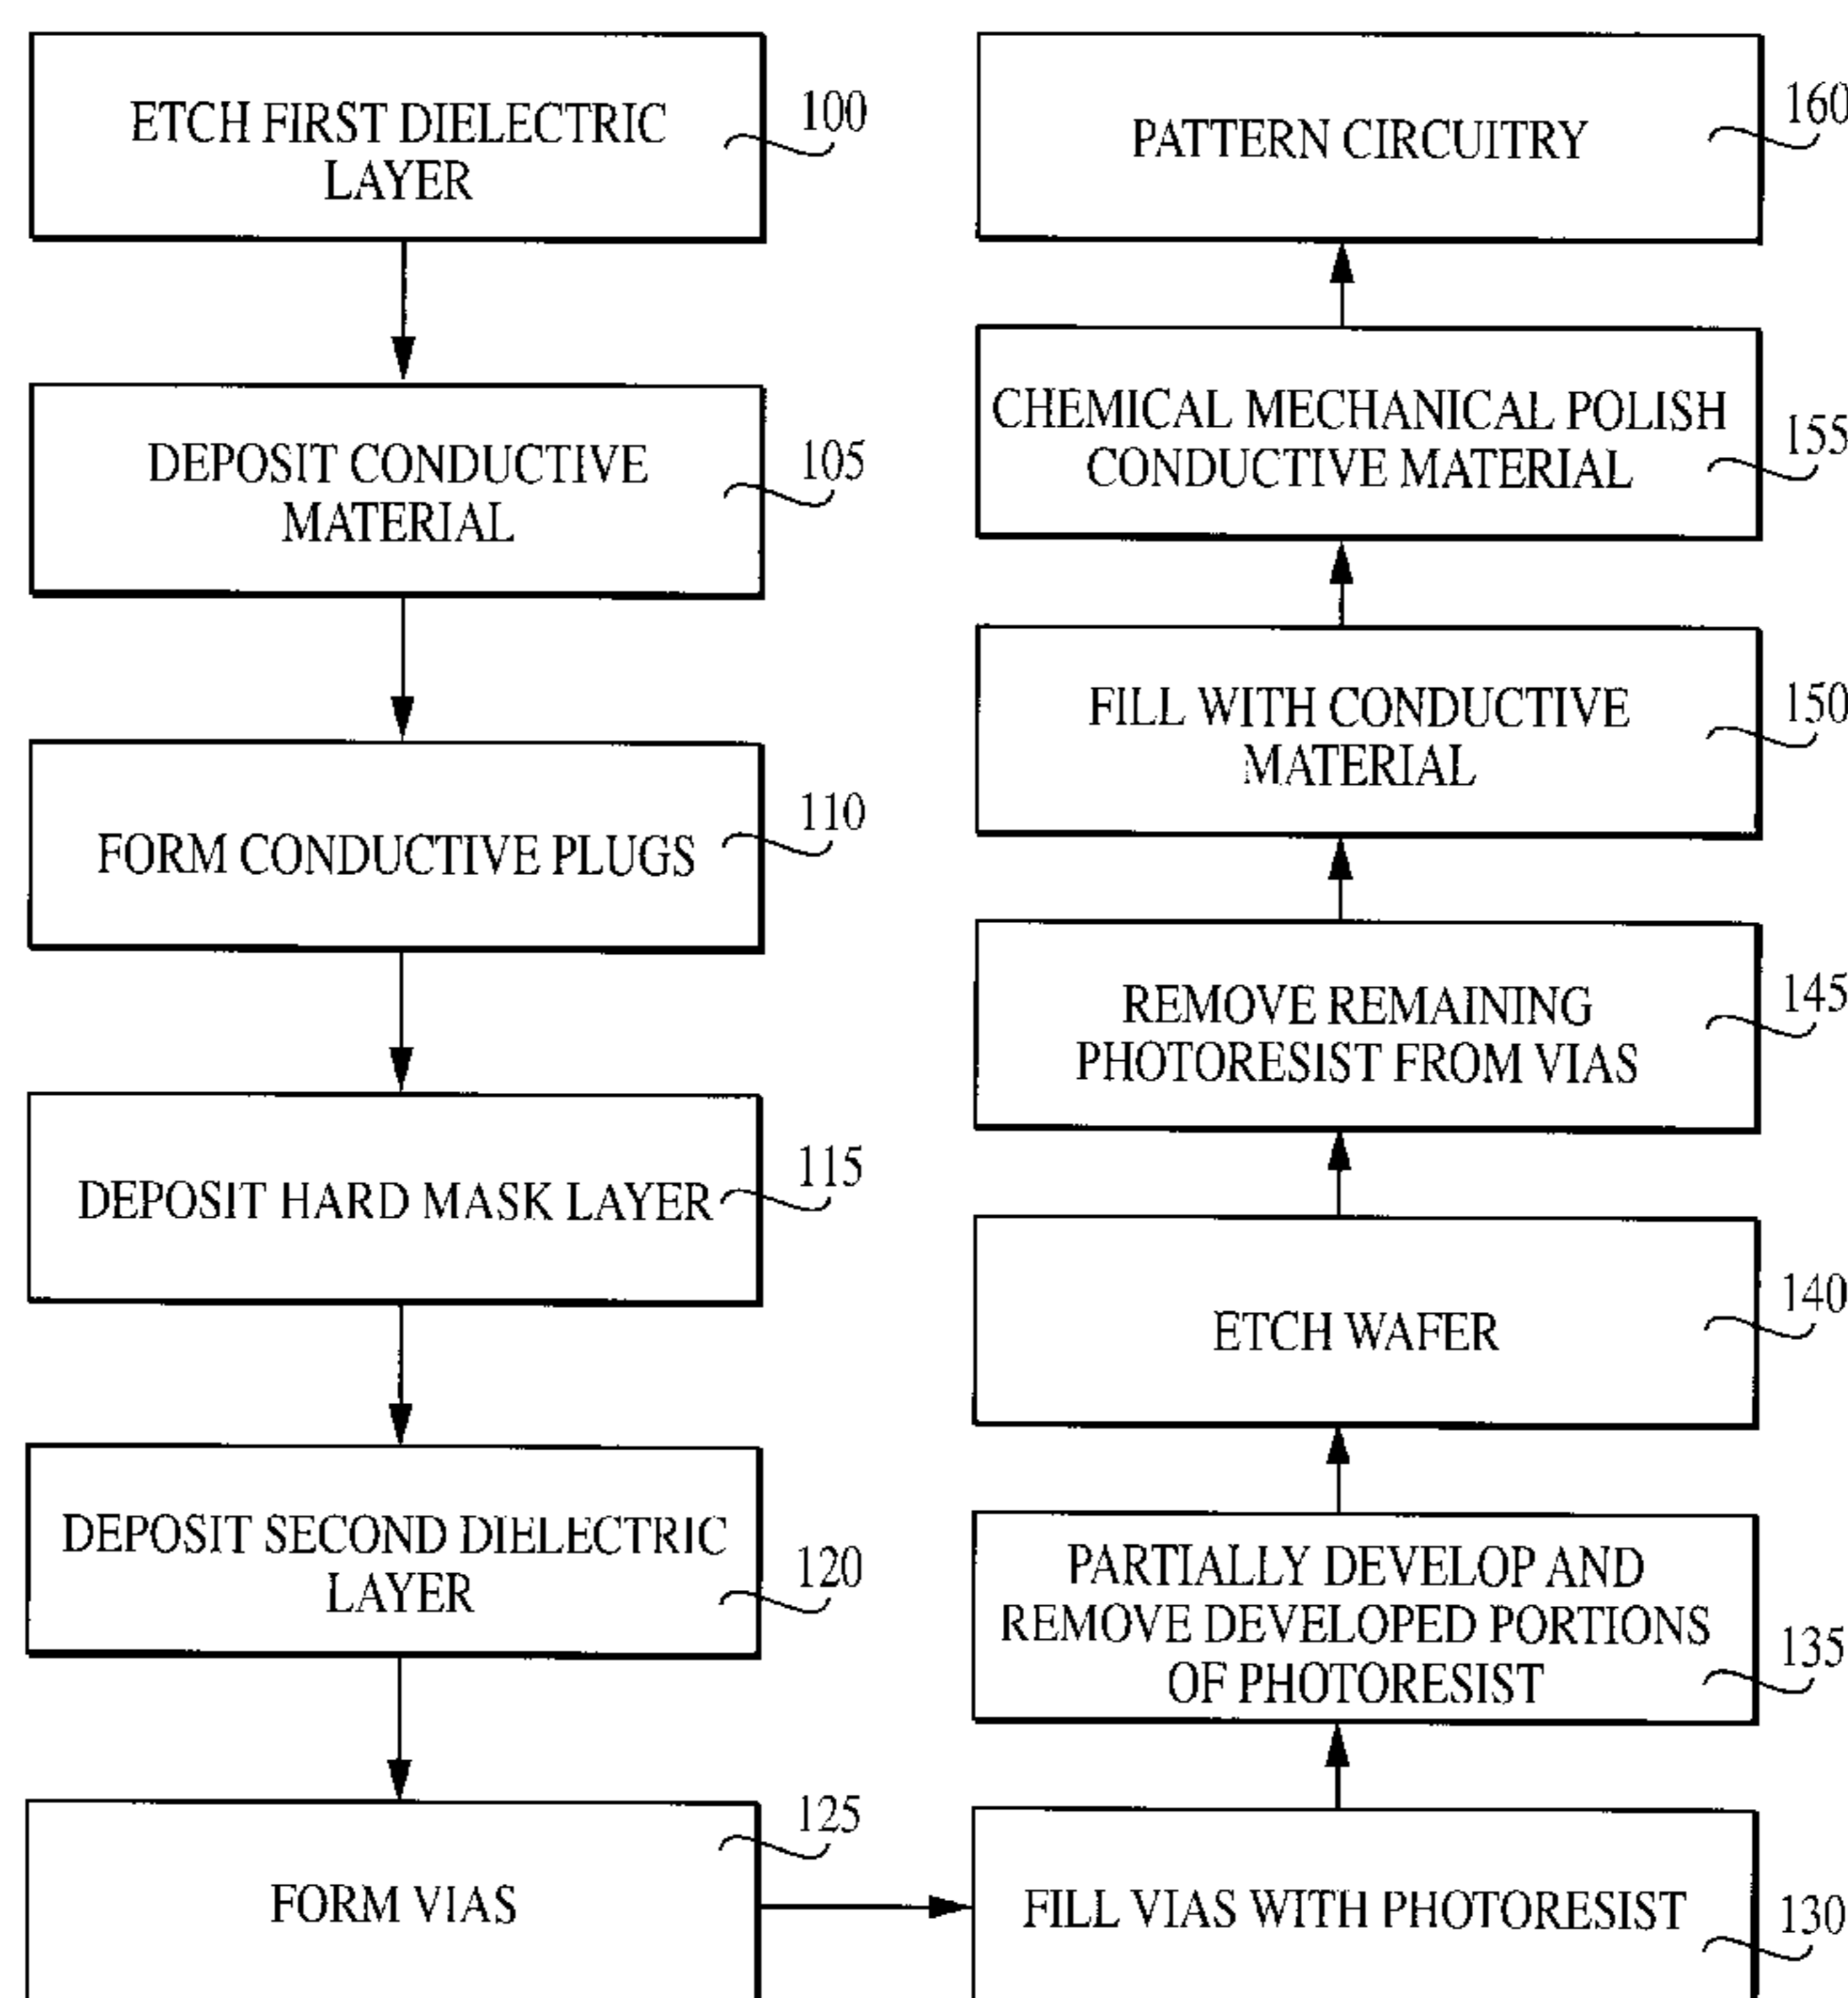 ETCH FIRST DIELECTRIC
LAYER
100
DEPOSIT CONDUCTIVE
MATERIAL
105
FORM CONDUCTIVE PLUGS
110
DEPOSIT HARD MASK LAYER
115
DEPOSIT SECOND DIELECTRIC
LAYER
120
FORM VIAS
125
FILL VIAS WITH PHOTORESIST
130
PARTIALLY DEVELOP AND
REMOVE DEVELOPED PORTIONS
OF PHOTORESIST
135
ETCH WAFER
140
REMOVE REMAINING
PHOTORESIST FROM VIAS
145
FILL WITH CONDUCTIVE
MATERIAL
150
CHEMICAL MECHANICAL POLISH
CONDUCTIVE MATERIAL
155
PATTERN CIRCUITRY
160